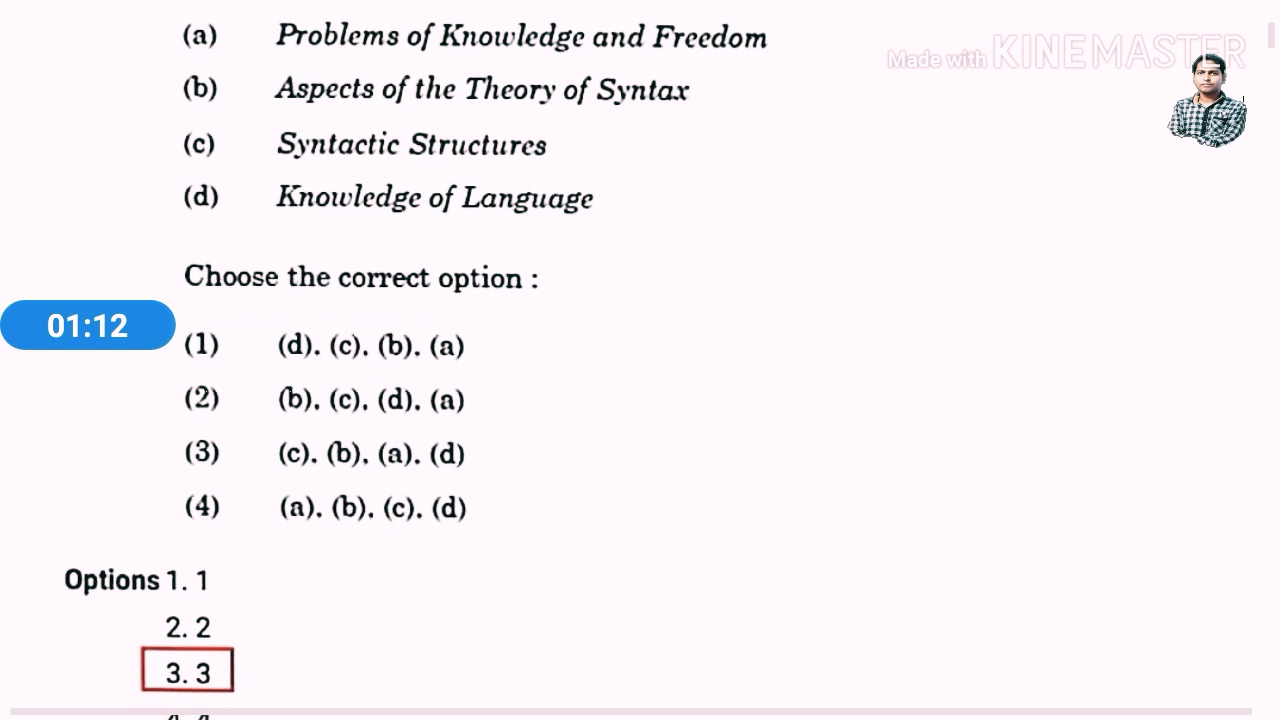 (a) Problems of Knowledge and Freedom
Made with KINEMASTER
(b) Aspects of the Theory of Syntax
(c) Syntactic Structures
(d) Knowledge of Language
Choose the correct option :
01:12
(1) (d). (c). (b). (a)
(2) (b). (c). (d). (a)
(3) (c). (b). (a). (d)
(4) (a). (b). (c). (d)
Options 1. 1
2. 2
3. 3